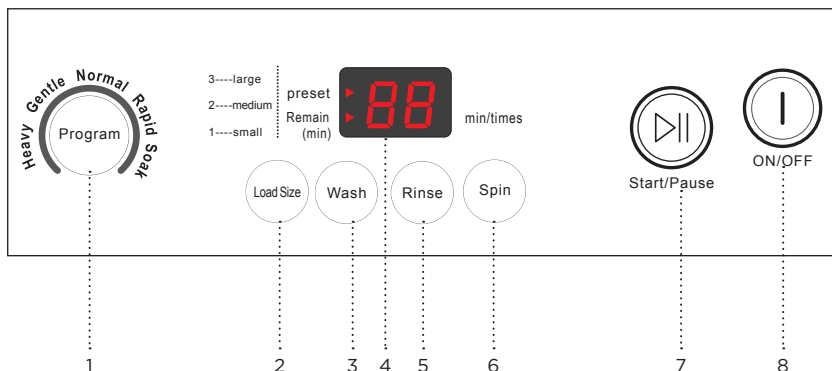 Heavy Gentle Normal Rapid Soak
Program
3----large
2----medium
1----small
preset
Remain
(min)
88
min/times
Load Size
Wash
Rinse
Spin
Start/Pause
ON/OFF
1
2
3
4
5
6
7
8